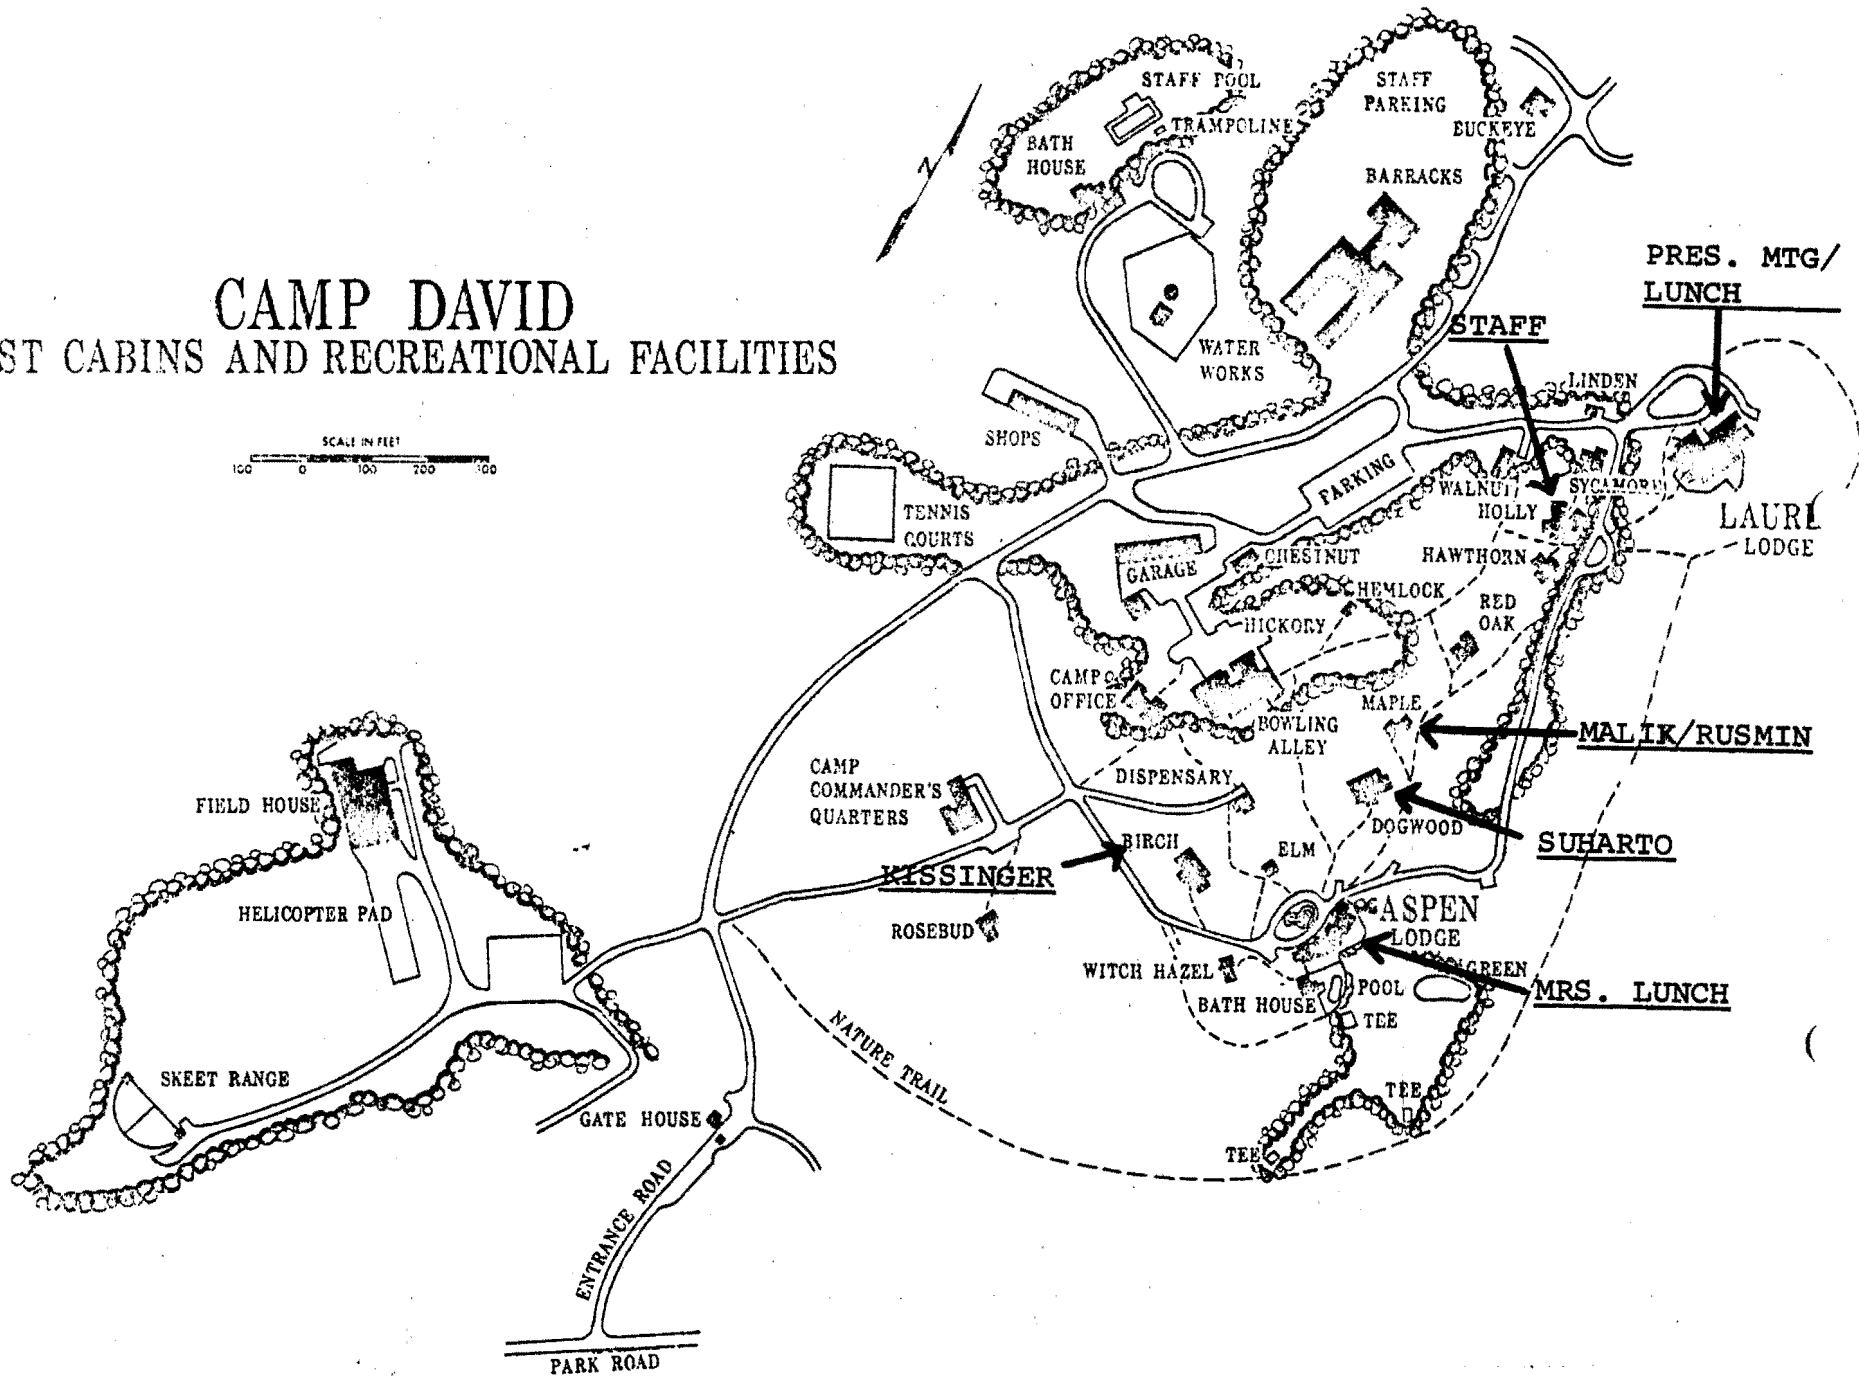 STAFF POOL
TRAMPOLINE
BATH
HOUSE
STAFF
PARKING
BUCKEYE
BARRACKS
N
PRES. MTG/
LUNCH
STAFF
CAMP DAVID
ST CABINS AND RECREATIONAL FACILITIES
SCALE IN FEET
100 0 100 200 300
WATER
WORKS
LINDEN
SHOPS
PARKING
WALNUT
SYCAMORE
HOLLY
LAUREL
LODGE
TENNIS
COURTS
GARAGE
CHESTNUT
HAWTHORN
HEMLOCK
RED
OAK
HICKORY
CAMP
OFFICE
MAPLE
BOWLING
ALLEY
MALIK/RUSMIN
CAMP
COMMANDER'S
QUARTERS
DISPENSARY
FIELD HOUSE
DOGWOOD
SUHARTO
BIRCH
ELM
KISSINGER
HELICOPTER PAD
ROSEBUD
ASPEN
LODGE
WITCH HAZEL
GREEN
BATH HOUSE
POOL
MRS. LUNCH
TEE
NATURE TRAIL
SKEET RANGE
TEE
GATE HOUSE
TEE
ENTRANCE ROAD
PARK ROAD